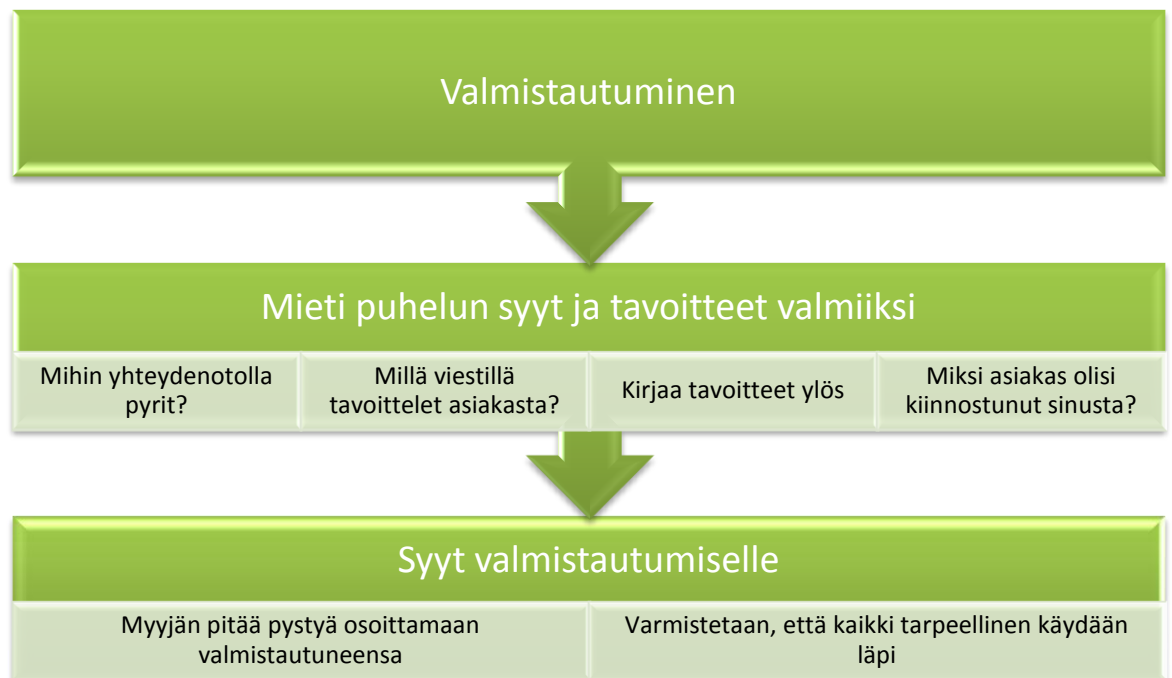 Valmistautuminen
Mieti puhelun syyt ja tavoitteet valmiiksi
Mihin yhteydenotolla
pyrit?
Millä viestillä
tavoittelet asiakasta?
Kirjaa tavoitteet ylös
Miksi asiakas olisi
kiinnostunut sinusta?
Syyt valmistautumiselle
Myyjän pitää pystyä osoittamaan
valmistautuneensa
Varmistetaan, että kaikki tarpeellinen käydään
läpi